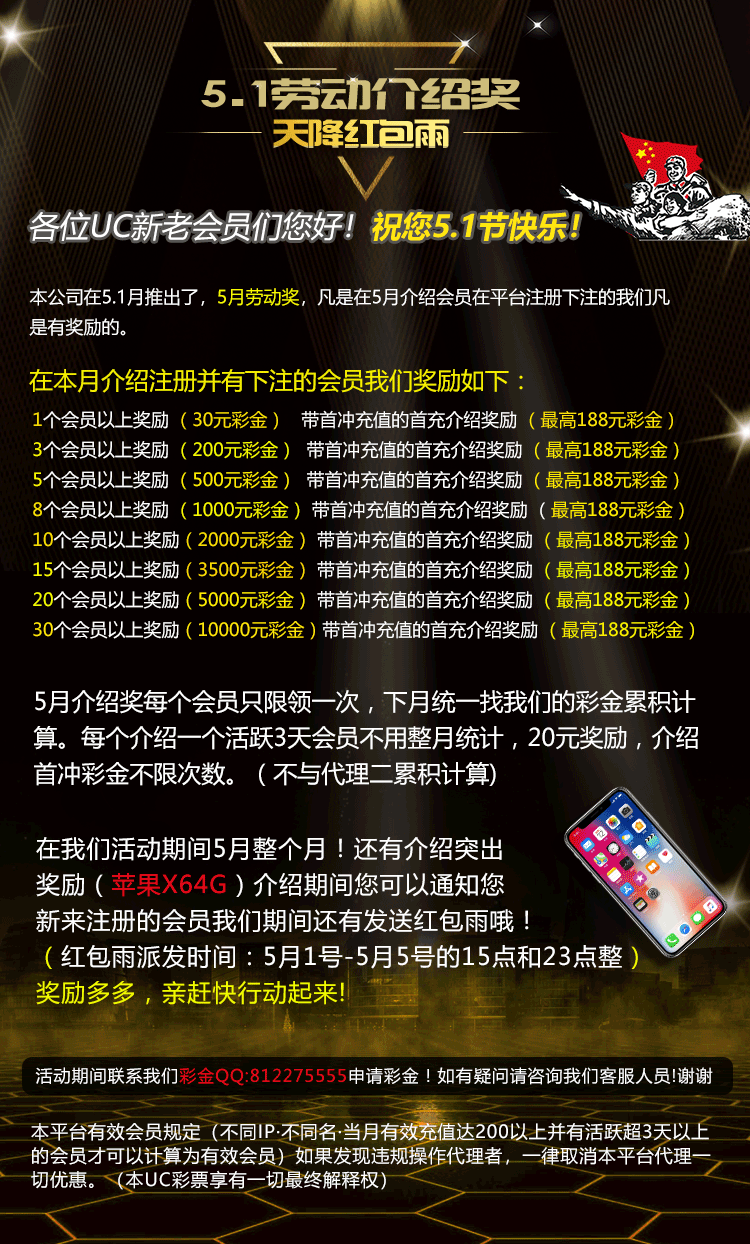 5.1劳动介绍奖
天降红包雨
各位UC新老会员们您好！祝您5.1节快乐！
本公司在5.1月推出了，5月劳动奖，凡是在5月介绍会员在平台注册下注的我们凡
是有奖励的。
在本月介绍注册并有下注的会员我们奖励如下：
1个会员以上奖励（30元彩金） 带首冲充值的首充介绍奖励（最高188元彩金）
3个会员以上奖励（200元彩金） 带首冲充值的首充介绍奖励（最高188元彩金）
5个会员以上奖励（500元彩金） 带首冲充值的首充介绍奖励（最高188元彩金）
8个会员以上奖励（1000元彩金）带首冲充值的首充介绍奖励（最高188元彩金）
10个会员以上奖励（2000元彩金）带首冲充值的首充介绍奖励（最高188元彩金）
15个会员以上奖励（3500元彩金）带首冲充值的首充介绍奖励（最高188元彩金）
20个会员以上奖励（5000元彩金）带首冲充值的首充介绍奖励（最高188元彩金）
30个会员以上奖励（10000元彩金）带首冲充值的首充介绍奖励（最高188元彩金）
5月介绍奖每个会员只限领一次，下月统一找我们的彩金累积计
算。每个介绍一个活跃3天会员不用整月统计，20元奖励，介绍
首冲彩金不限次数。（不与代理二累积计算)
在我们活动期间5月整个月！还有介绍突出
奖励（苹果X64G）介绍期间您可以通知您
新来注册的会员我们期间还有发送红包雨哦！
（红包雨派发时间：5月1号-5月5号的15点和23点整）
奖励多多，亲赶快行动起来!
活动期间联系我们彩金QQ:812275555申请彩金！如有疑问请咨询我们客服人员!谢谢
本平台有效会员规定（不同IP·不同名·当月有效充值达200以上并有活跃超3天以上
的会员才可以计算为有效会员）如果发现违规操作代理者，一律取消本平台代理一
切优惠。（本UC彩票享有一切最终解释权）